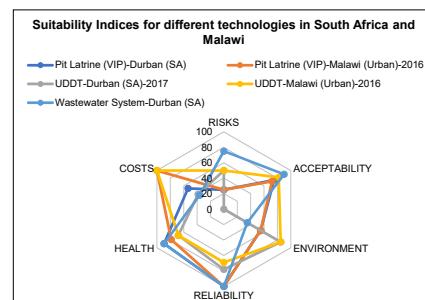 Suitability Indices for different technologies in South Africa and
Malawi
Pit Latrine (VIP)-Durban (SA)
Pit Latrine (VIP)-Malawi (Urban)-2016
UDDT-Durban (SA)-2017
UDDT-Malawi (Urban)-2016
Wastewater System-Durban (SA)
RISKS
100
80
COSTS
60
ACCEPTABILITY
40
20
0
HEALTH
ENVIRONMENT
RELIABILITY